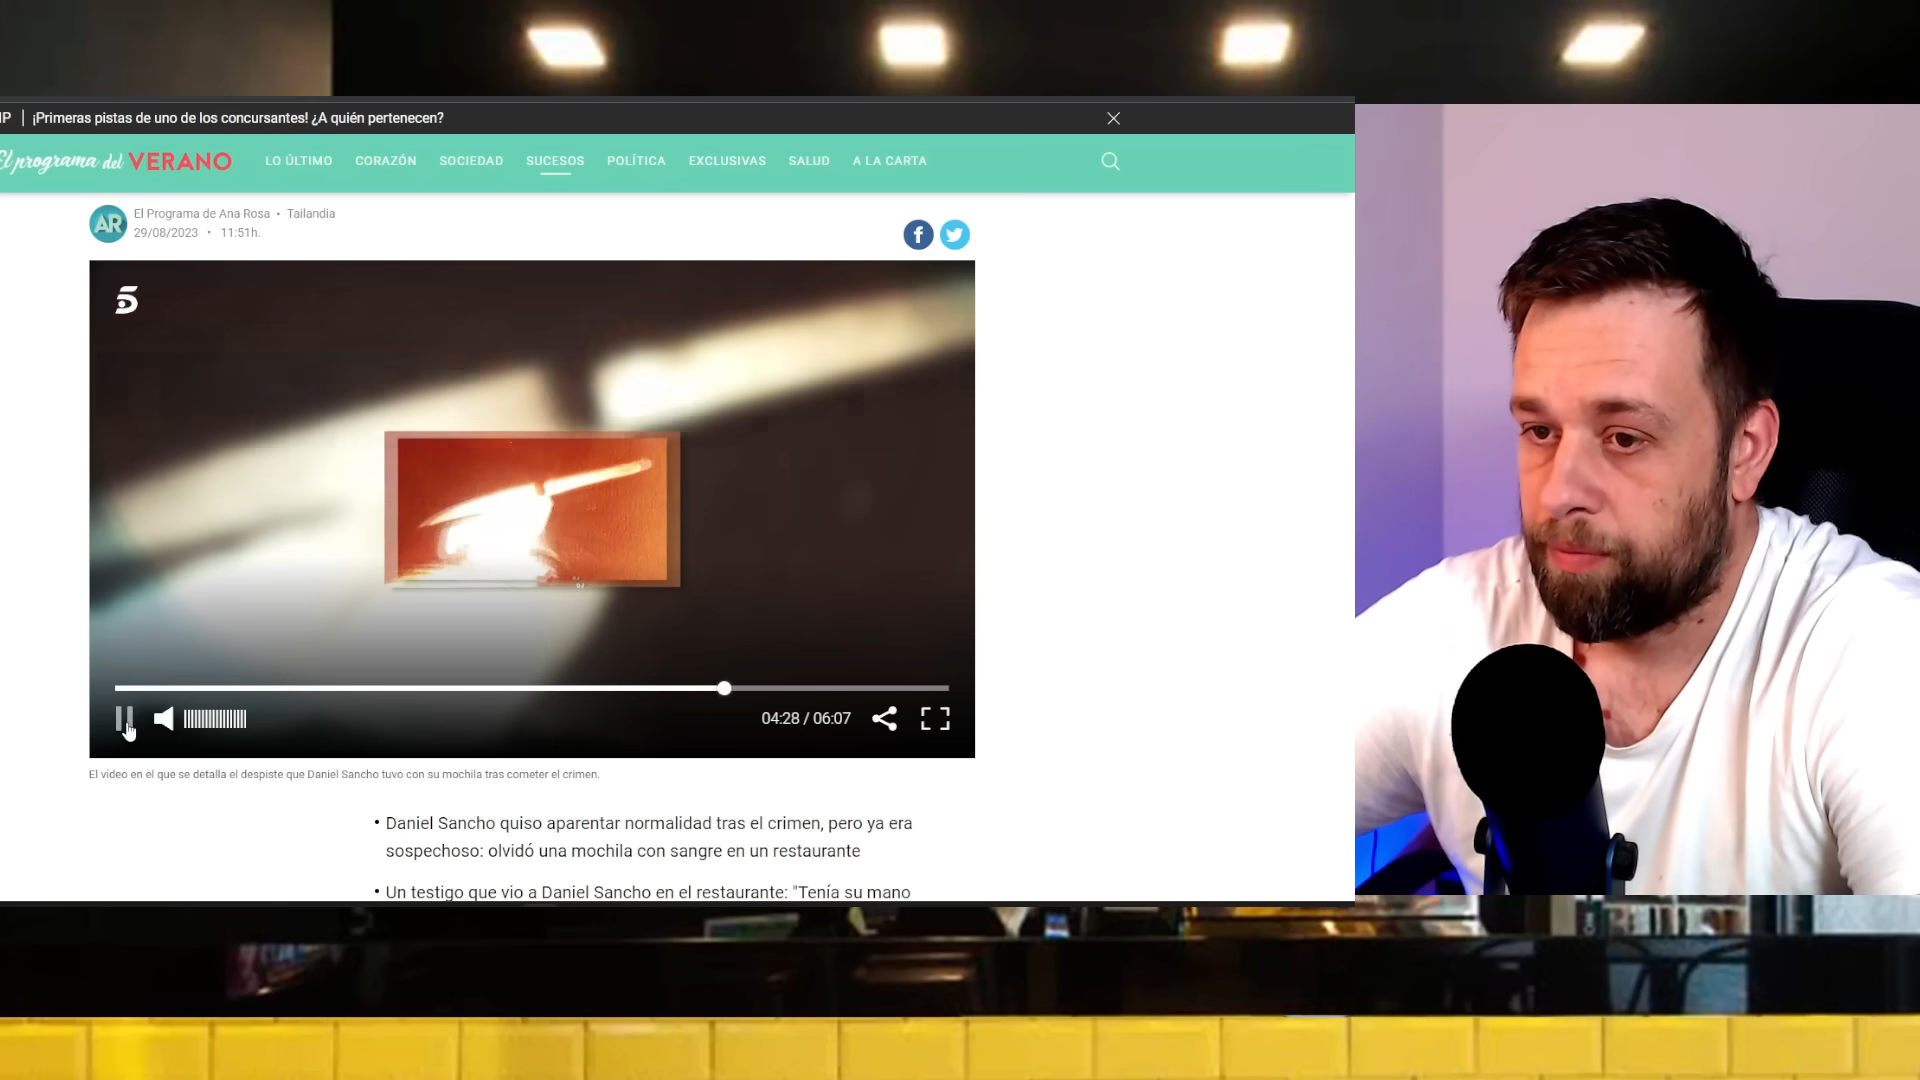 IP | ¡Primeras pistas de uno de los concursantes! ¿A quién pertenecen?
El programa del VERANO
LO ÚLTIMO CORAZÓN SOCIEDAD SUCESOS POLÍTICA EXCLUSIVAS SALUD A LA CARTA
AR
El Programa de Ana Rosa • Tailandia
29/08/2023 • 11:51h.
f
5
04:28 / 06:07
El vídeo en el que se detalla el despiste que Daniel Sancho tuvo con su mochila tras cometer el crimen.
• Daniel Sancho quiso aparentar normalidad tras el crimen, pero ya era
sospechoso: olvidó una mochila con sangre en un restaurante
• Un testigo que vio a Daniel Sancho en el restaurante: "Tenía su mano